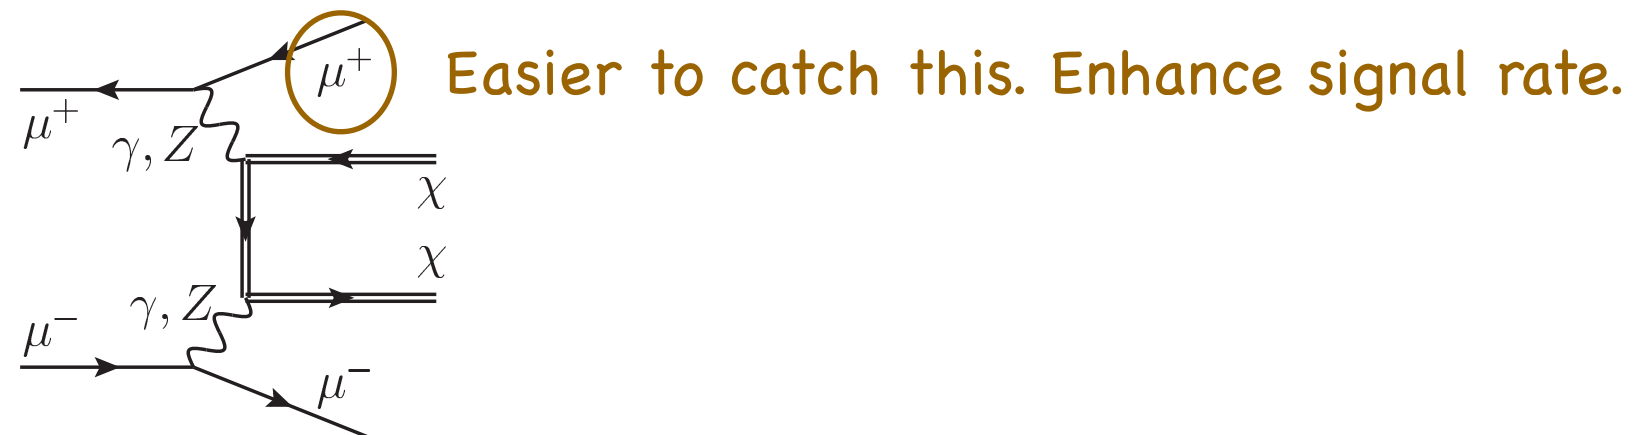 μ⁺ Easier to catch this. Enhance signal rate.
μ⁺
γ, Z
χ
χ
γ, Z
μ⁻
μ⁻